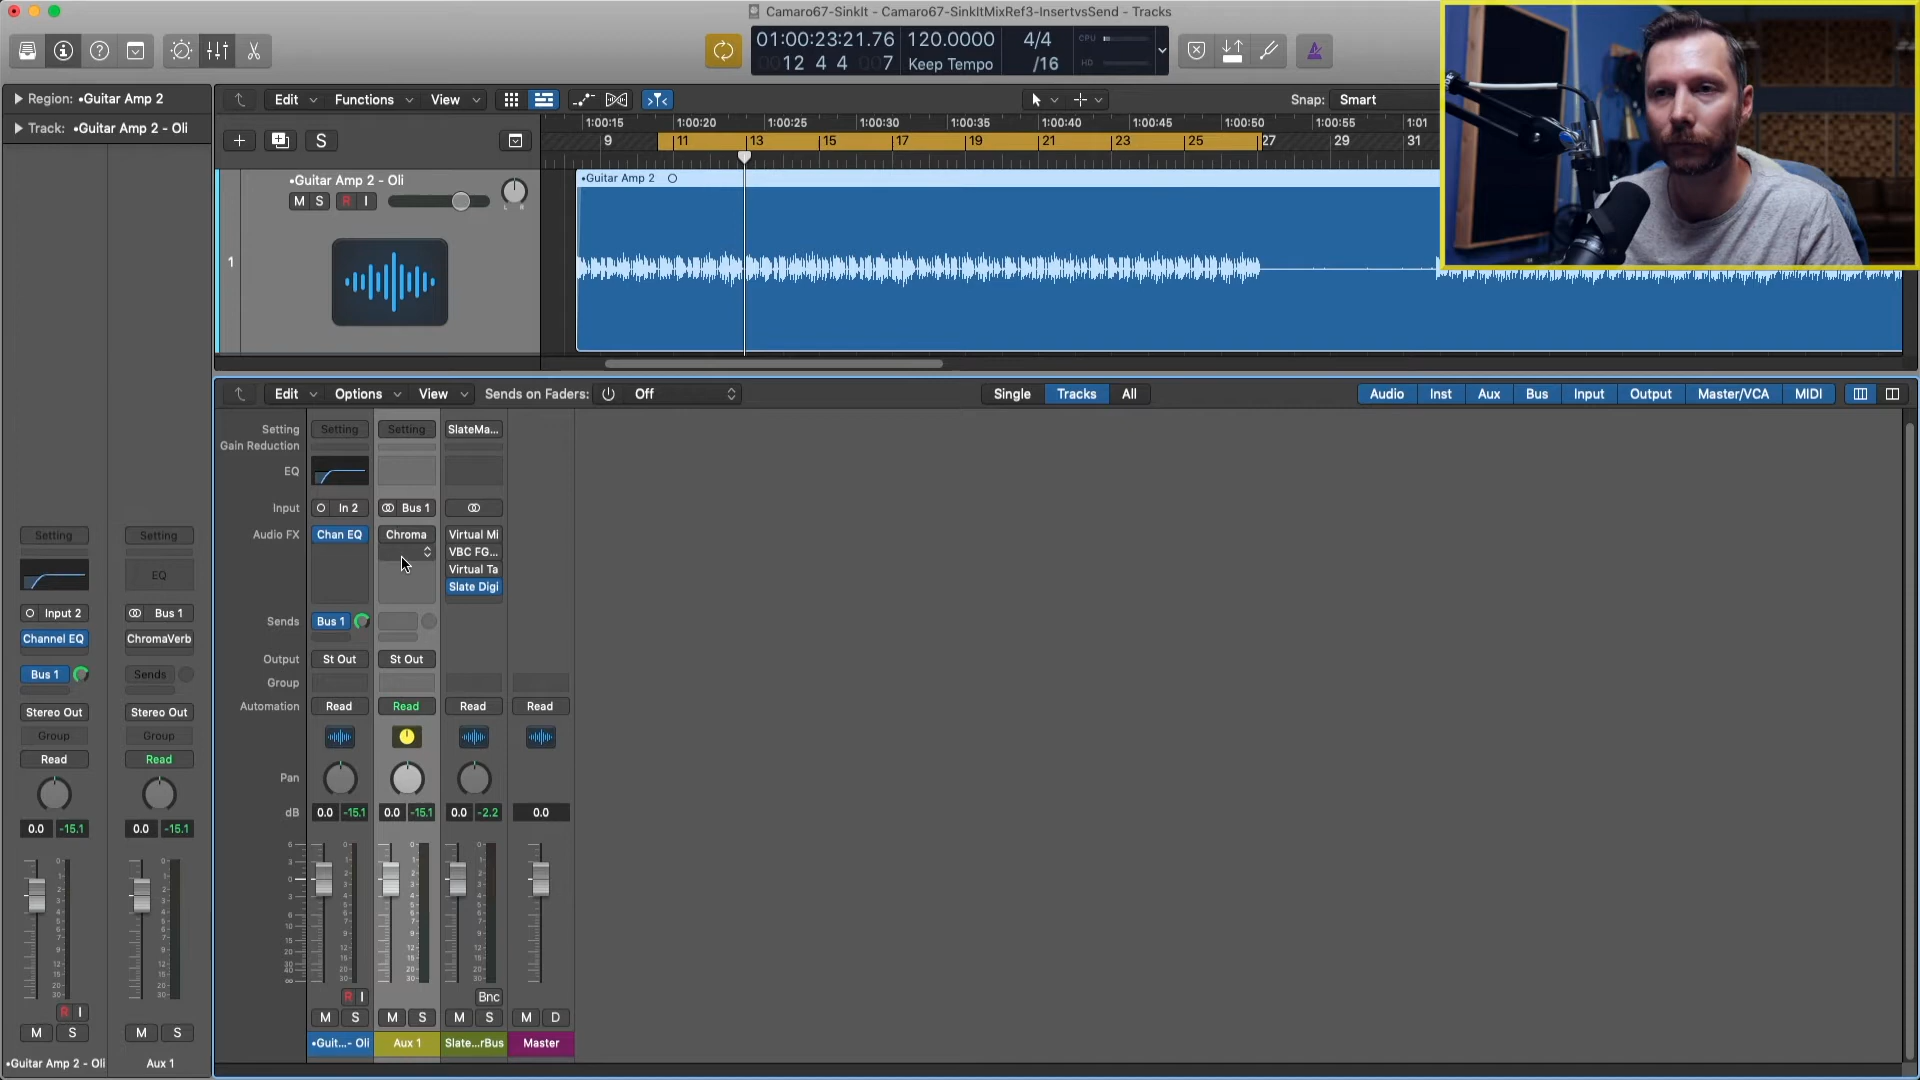 Camaro67-SinkIt - Camaro67-SinkItMixRef3-InsertvsSend - Tracks
01:00:23:21.76 120.0000 4/4 CPU
12 4 4 7 Keep Tempo /16 HD
Region: •Guitar Amp 2
Track: •Guitar Amp 2 - Oli
Edit Functions View Snap: Smart
1:00:15 1:00:20 1:00:25 1:00:30 1:00:35 1:00:40 1:00:45 1:00:50 1:00:55 1:01
9 11 13 15 17 19 21 23 25 27 29 31
S
•Guitar Amp 2 - Oli
M S R I
L R
1
•Guitar Amp 2
Edit Options View Sends on Faders: Off Single Tracks All Audio Inst Aux Bus Input Output Master/VCA MIDI
Setting Setting Setting SlateMa...
Gain Reduction
EQ
Input In 2 Bus 1
Audio FX Chan EQ Chroma Virtual Mi
VBC FG...
Virtual Ta
Slate Digi
Sends Bus 1
Output St Out St Out
Group
Automation Read Read Read Read
Pan
dB 0.0 -15.1 0.0 -15.1 0.0 -2.2 0.0
R I Bnc
M S M S M S M D
•Guit...- Oli Aux 1 Slate...rBus Master
Setting Setting
EQ
Input 2 Bus 1
Channel EQ ChromaVerb
Bus 1 Sends
Stereo Out Stereo Out
Group Group
Read Read
0.0 -15.1 0.0 -15.1
R I
M S M S
•Guitar Amp 2 - Oli Aux 1